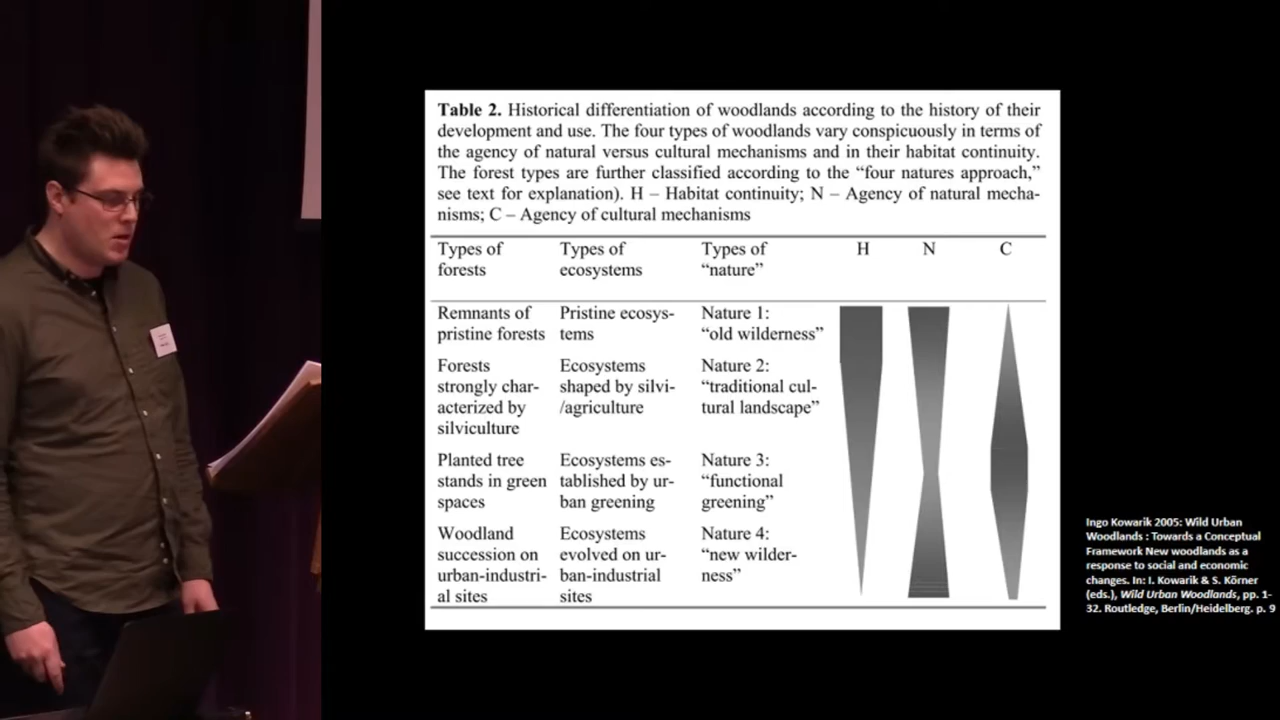 Table 2. Historical differentiation of woodlands according to the history of their
development and use. The four types of woodlands vary conspicuously in terms of
the agency of natural versus cultural mechanisms and in their habitat continuity.
The forest types are further classified according to the “four natures approach,”
see text for explanation). H – Habitat continuity; N – Agency of natural mecha-
nisms; C – Agency of cultural mechanisms
Types of
forests
Types of
ecosystems
Types of
“nature”
H
N
C
Remnants of
pristine forests
Pristine ecosys-
tems
Nature 1:
“old wilderness”
Forests
strongly char-
acterized by
silviculture
Ecosystems
shaped by silvi-
/agriculture
Nature 2:
“traditional cul-
tural landscape”
Planted tree
stands in green
spaces
Ecosystems es-
tablished by ur-
ban greening
Nature 3:
“functional
greening”
Woodland
succession on
urban-industri-
al sites
Ecosystems
evolved on ur-
ban-industrial
sites
Nature 4:
“new wilder-
ness”
Ingo Kowarik 2005: Wild Urban
Woodlands : Towards a Conceptual
Framework New woodlands as a
response to social and economic
changes. In: I. Kowarik & S. Körner
(eds.), Wild Urban Woodlands, pp. 1-
32. Routledge, Berlin/Heidelberg. p. 9